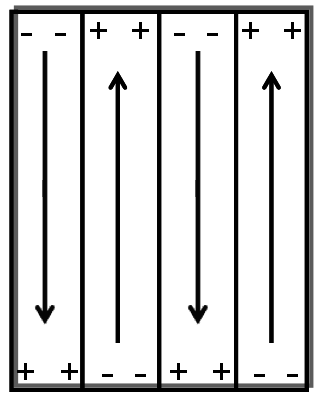 - - + + - - + +
+ + - - + + - -